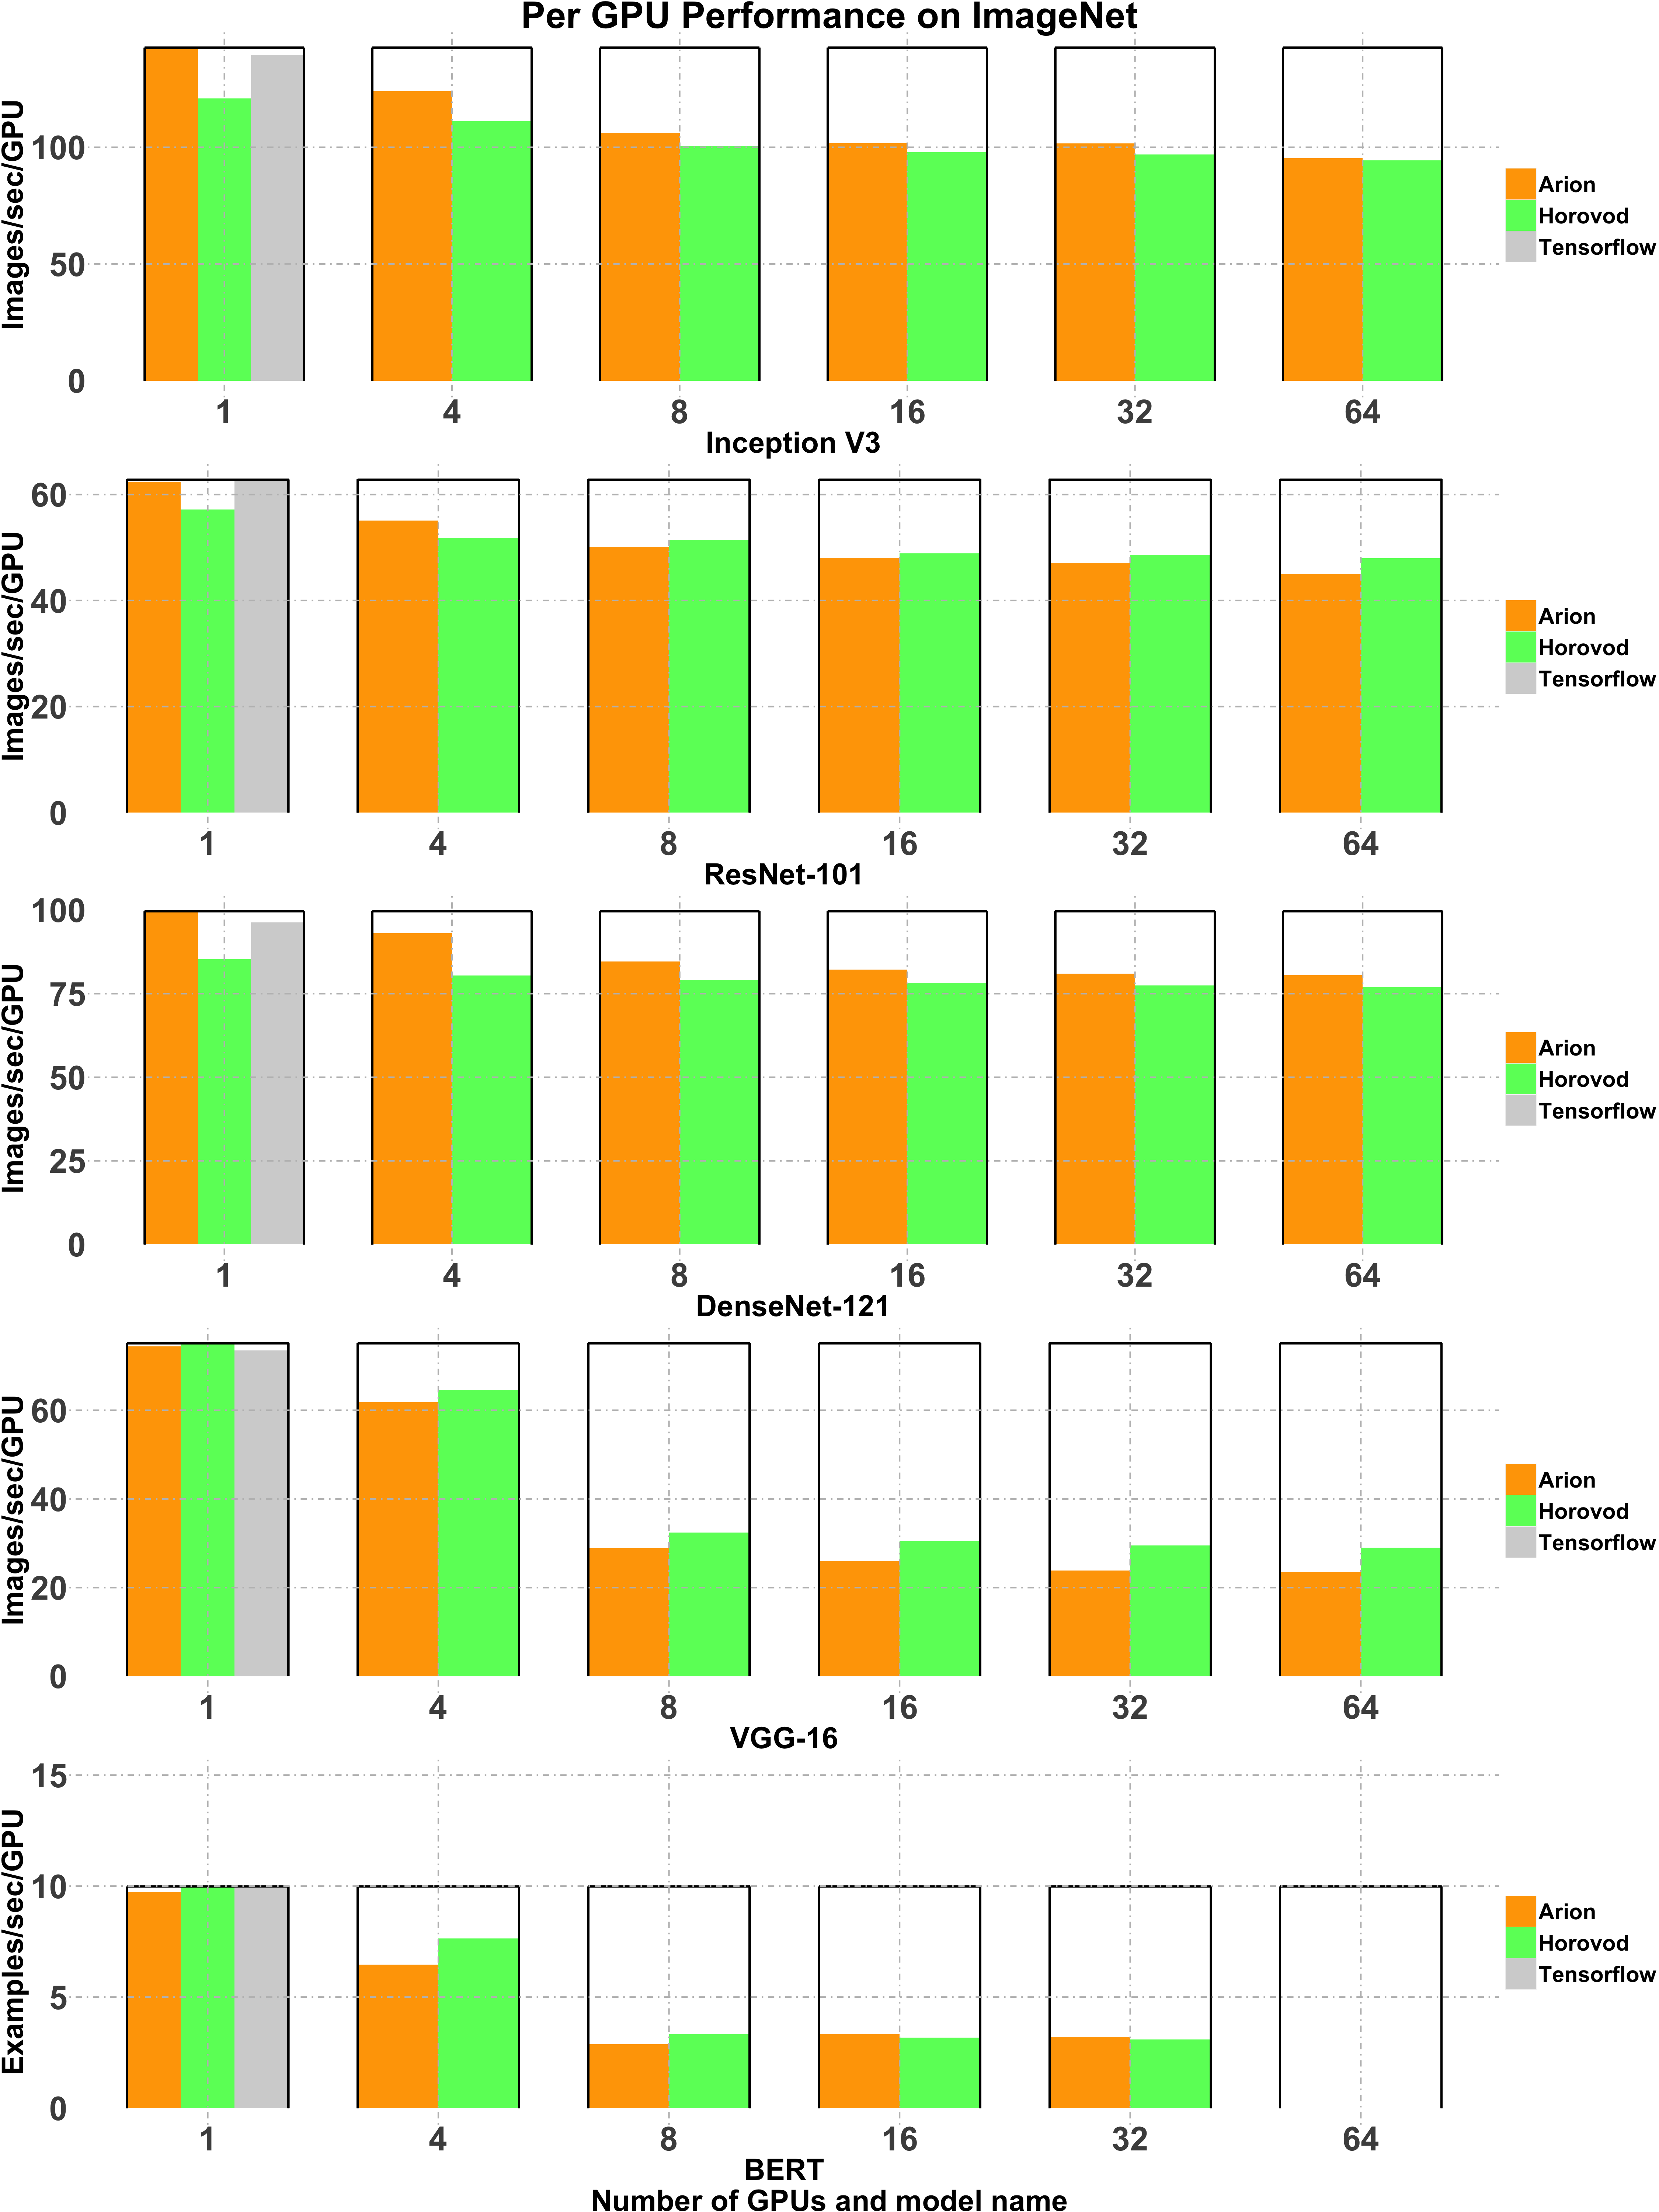 Per GPU Performance on ImageNet
Images/sec/GPU
100
50
0
1 4 8 16 32 64
Inception V3
Arion
Horovod
Tensorflow
Images/sec/GPU
60
40
20
0
1 4 8 16 32 64
ResNet-101
Arion
Horovod
Tensorflow
Images/sec/GPU
100
75
50
25
0
1 4 8 16 32 64
DenseNet-121
Arion
Horovod
Tensorflow
Images/sec/GPU
60
40
20
0
1 4 8 16 32 64
VGG-16
Arion
Horovod
Tensorflow
Examples/sec/GPU
15
10
5
0
1 4 8 16 32 64
BERT
Arion
Horovod
Tensorflow
Number of GPUs and model name